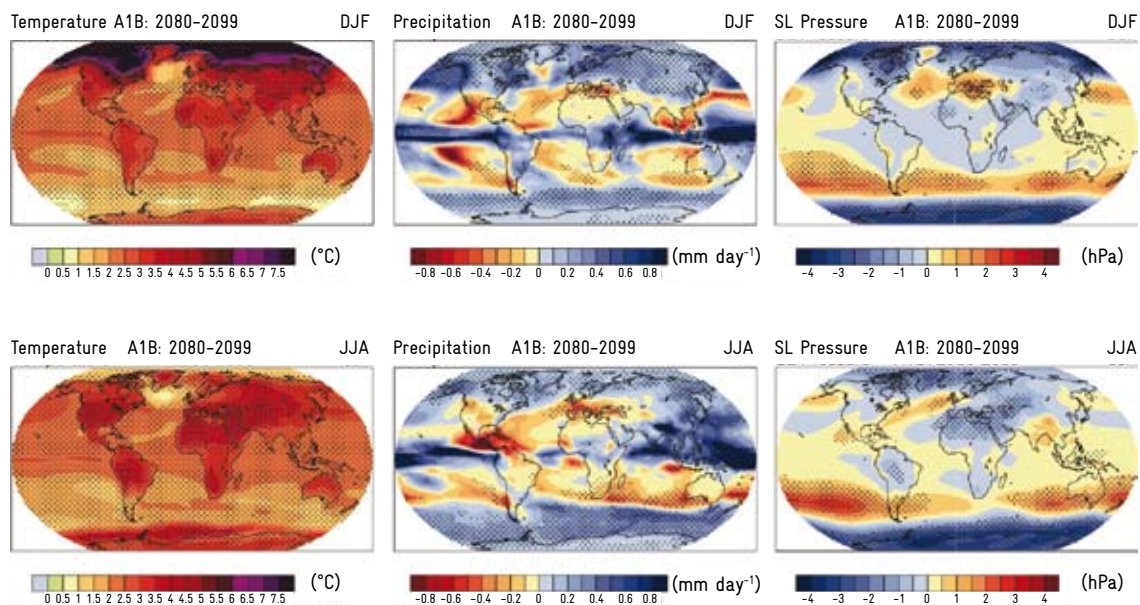 Temperature A1B: 2080–2099 DJF
Precipitation A1B: 2080–2099 DJF
SL Pressure A1B: 2080–2099 DJF
0 0.5 1 1.5 2 2.5 3 3.5 4 4.5 5 5.5 6 6.5 7 7.5 (°C)
-0.8 -0.6 -0.4 -0.2 0 0.2 0.4 0.6 0.8 (mm day⁻¹)
-4 -3 -2 -1 0 1 2 3 4 (hPa)
Temperature A1B: 2080–2099 JJA
Precipitation A1B: 2080–2099 JJA
SL Pressure A1B: 2080–2099 JJA
0 0.5 1 1.5 2 2.5 3 3.5 4 4.5 5 5.5 6 6.5 7 7.5 (°C)
-0.8 -0.6 -0.4 -0.2 0 0.2 0.4 0.6 0.8 (mm day⁻¹)
-4 -3 -2 -1 0 1 2 3 4 (hPa)